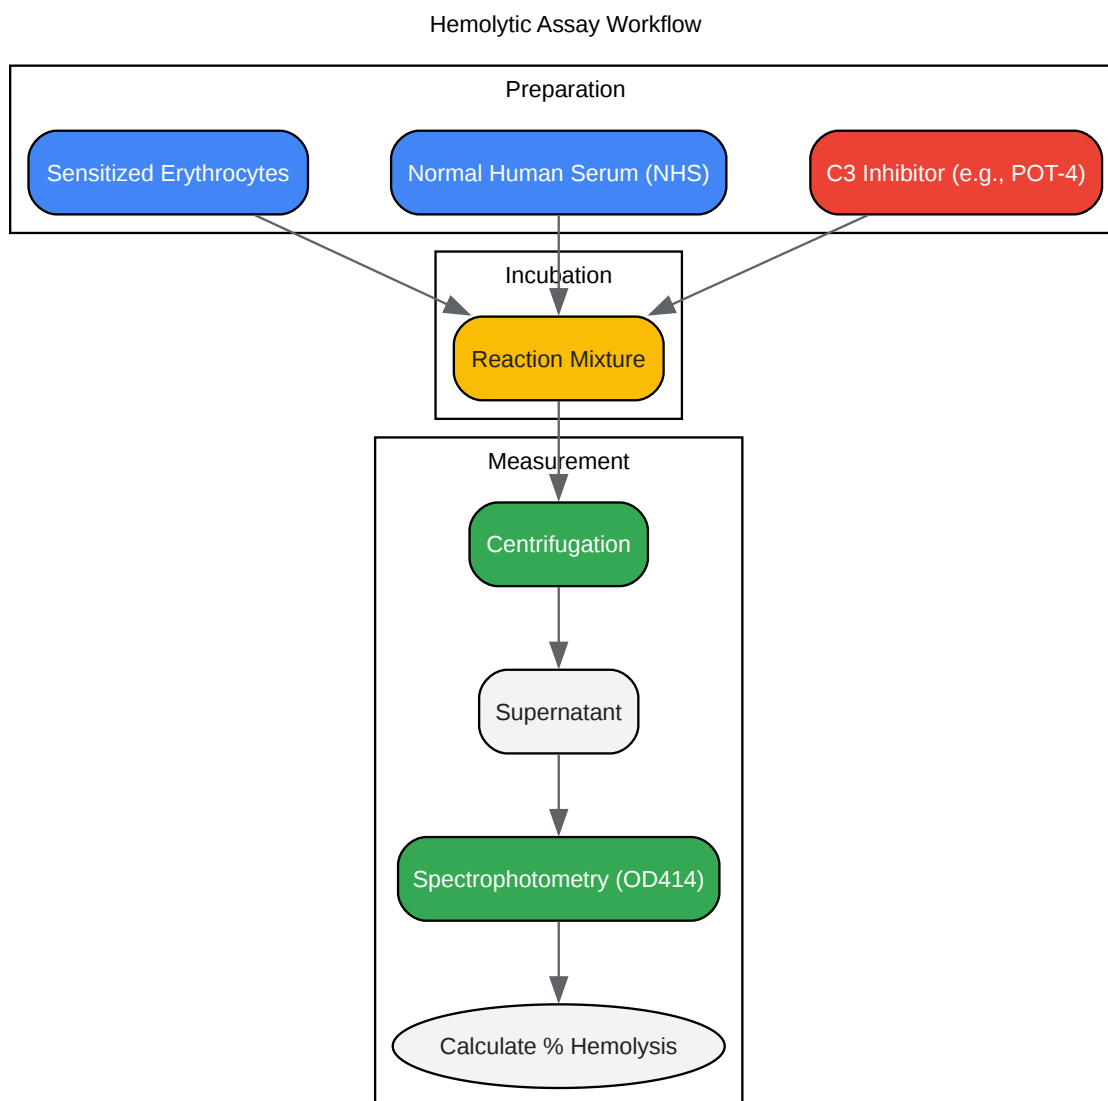 Hemolytic Assay Workflow
Preparation
Sensitized Erythrocytes
Normal Human Serum (NHS)
C3 Inhibitor (e.g., POT-4)
Incubation
Reaction Mixture
Measurement
Centrifugation
Supernatant
Spectrophotometry (OD414)
Calculate % Hemolysis